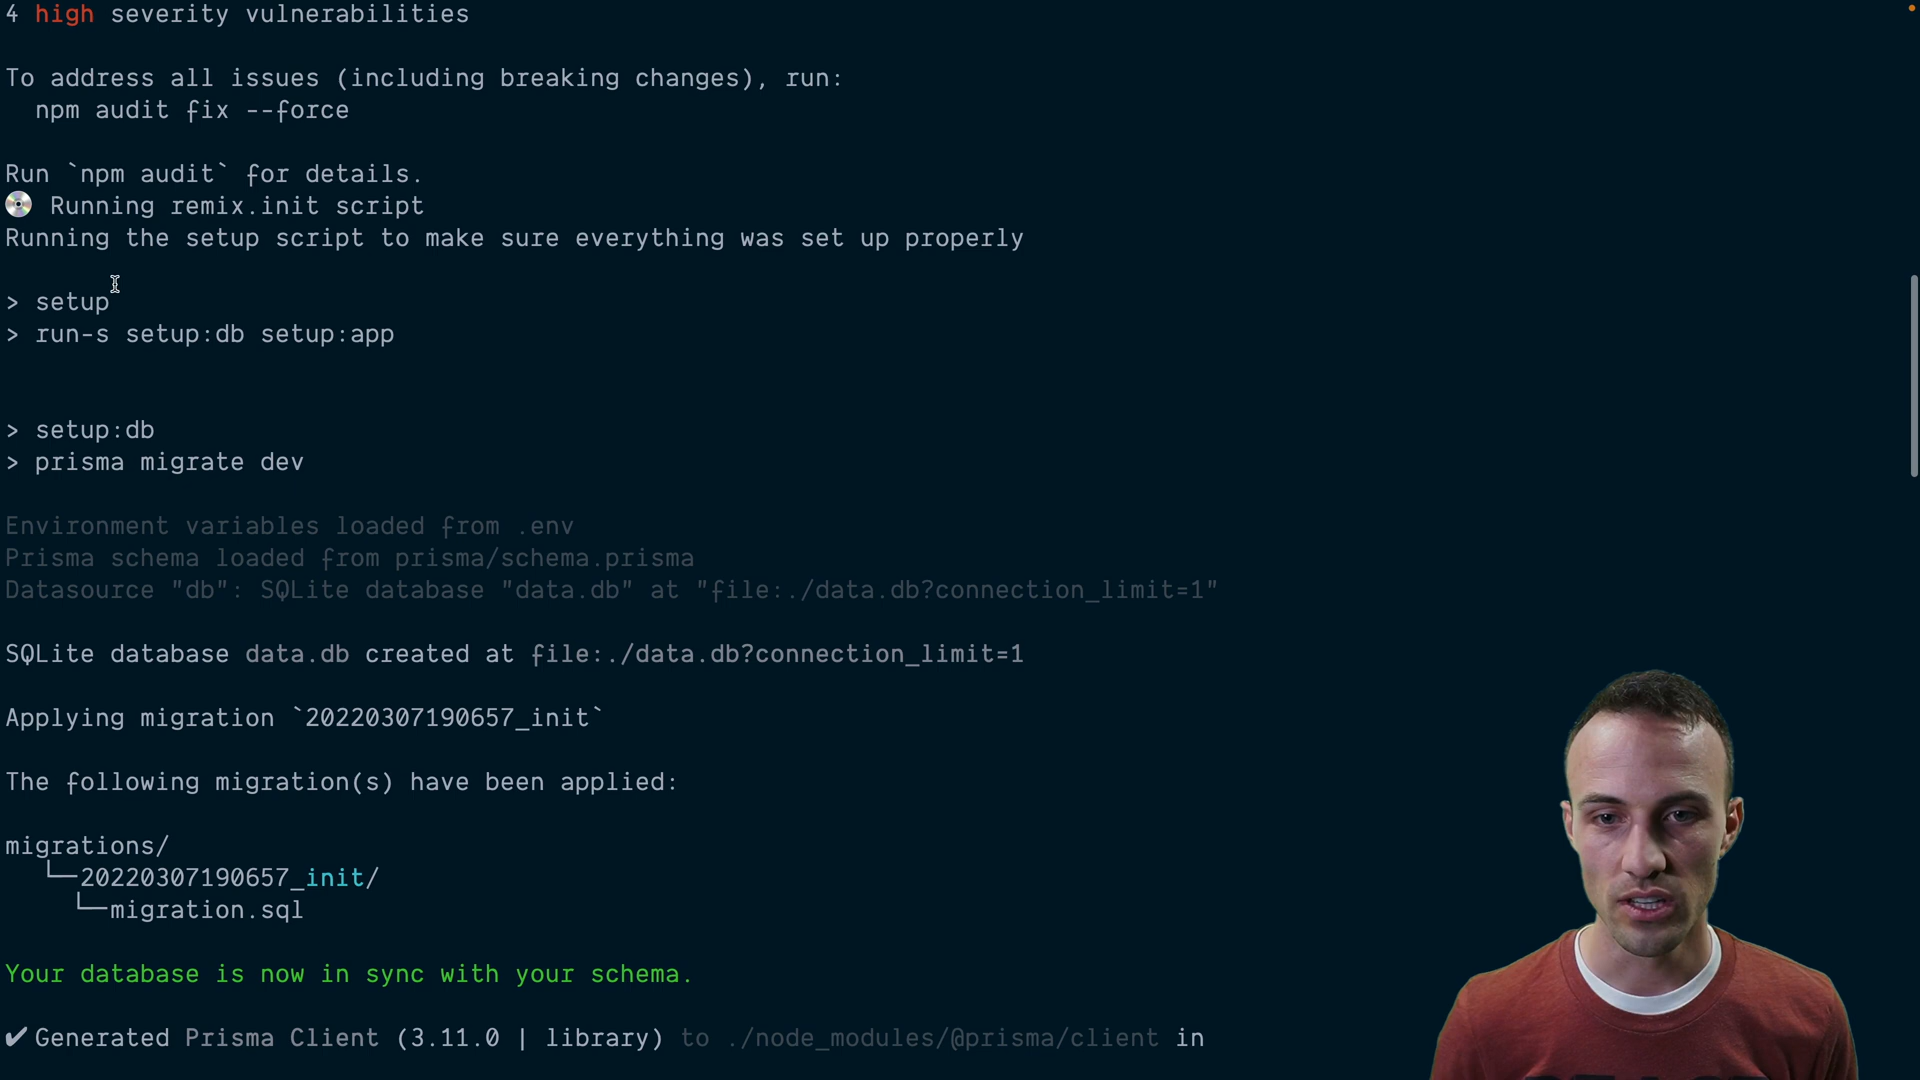 4 high severity vulnerabilities
To address all issues (including breaking changes), run:
npm audit fix --force
Run `npm audit` for details.
Running remix.init script
Running the setup script to make sure everything was set up properly
> setup
> run-s setup:db setup:app
> setup:db
> prisma migrate dev
Environment variables loaded from .env
Prisma schema loaded from prisma/schema.prisma
Datasource "db": SQLite database "data.db" at "file:./data.db?connection_limit=1"
SQLite database data.db created at file:./data.db?connection_limit=1
Applying migration `20220307190657_init`
The following migration(s) have been applied:
migrations/
└─20220307190657_init/
└─migration.sql
Your database is now in sync with your schema.
✔ Generated Prisma Client (3.11.0 | library) to ./node_modules/@prisma/client in